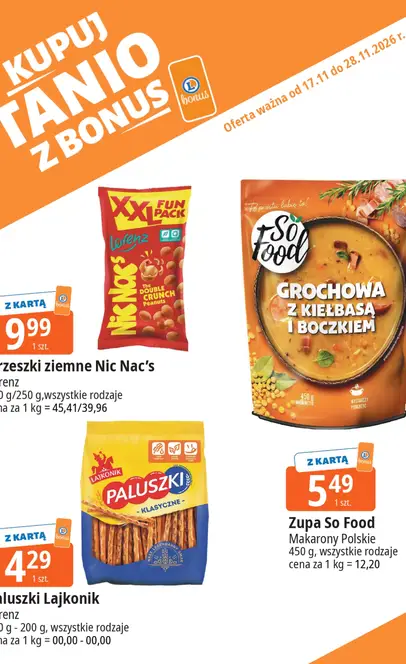 KUPUJ
TANIO
Z BONUS
bonus
Oferta ważna od 17.11 do 28.11.2026 r.
XXL FUN
PACK
Lorenz
NIC NAC'S
The
DOUBLE
CRUNCH
Peanuts
Z KARTĄ
9.99
1 szt.
rzeszki ziemne Nic Nac's
renz
0 g/250 g,wszystkie rodzaje
na za 1 kg = 45,41/39,96
So
Food
GROCHOWA
Z KIEŁBASĄ
I BOCZKIEM
450 g
Z KARTĄ
5.49
1 szt.
Zupa So Food
Makarony Polskie
450 g, wszystkie rodzaje
cena za 1 kg = 12,20
LAJKONIK
PALUSZKI
KLASYCZNE
Z KARTĄ
4.29
1 szt.
aluszki Lajkonik
renz
0 g - 200 g, wszystkie rodzaje
na za 1 kg = 00,00 - 00,00